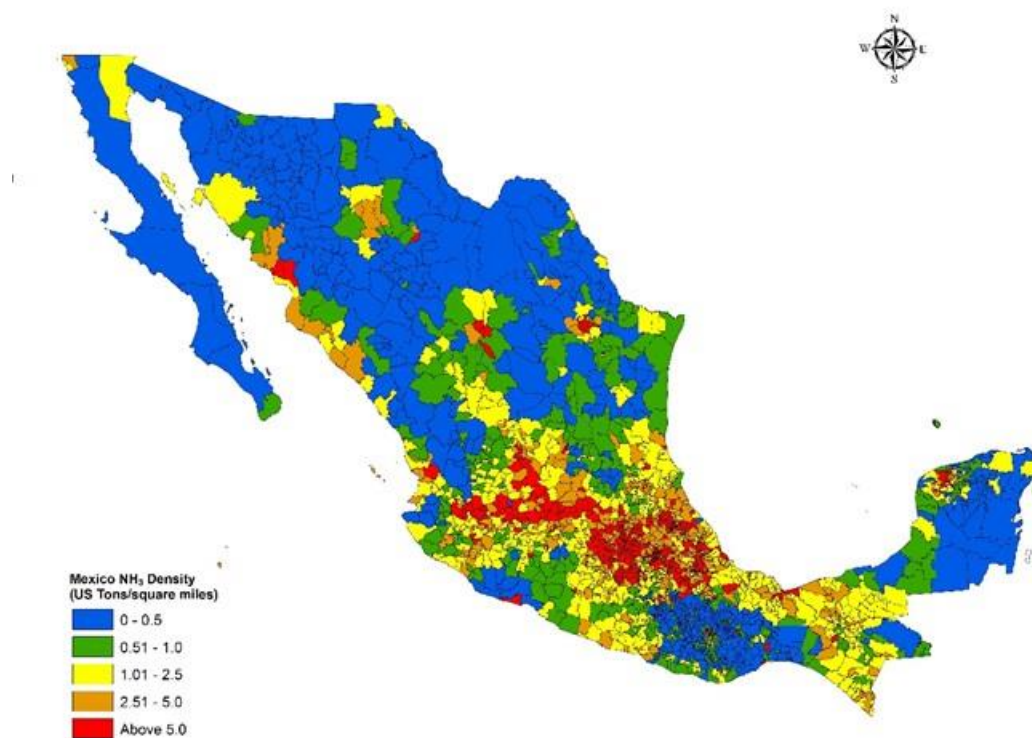 N
W E
S
Mexico NH₃ Density
(US Tons/square miles)
0 - 0.5
0.51 - 1.0
1.01 - 2.5
2.51 - 5.0
Above 5.0